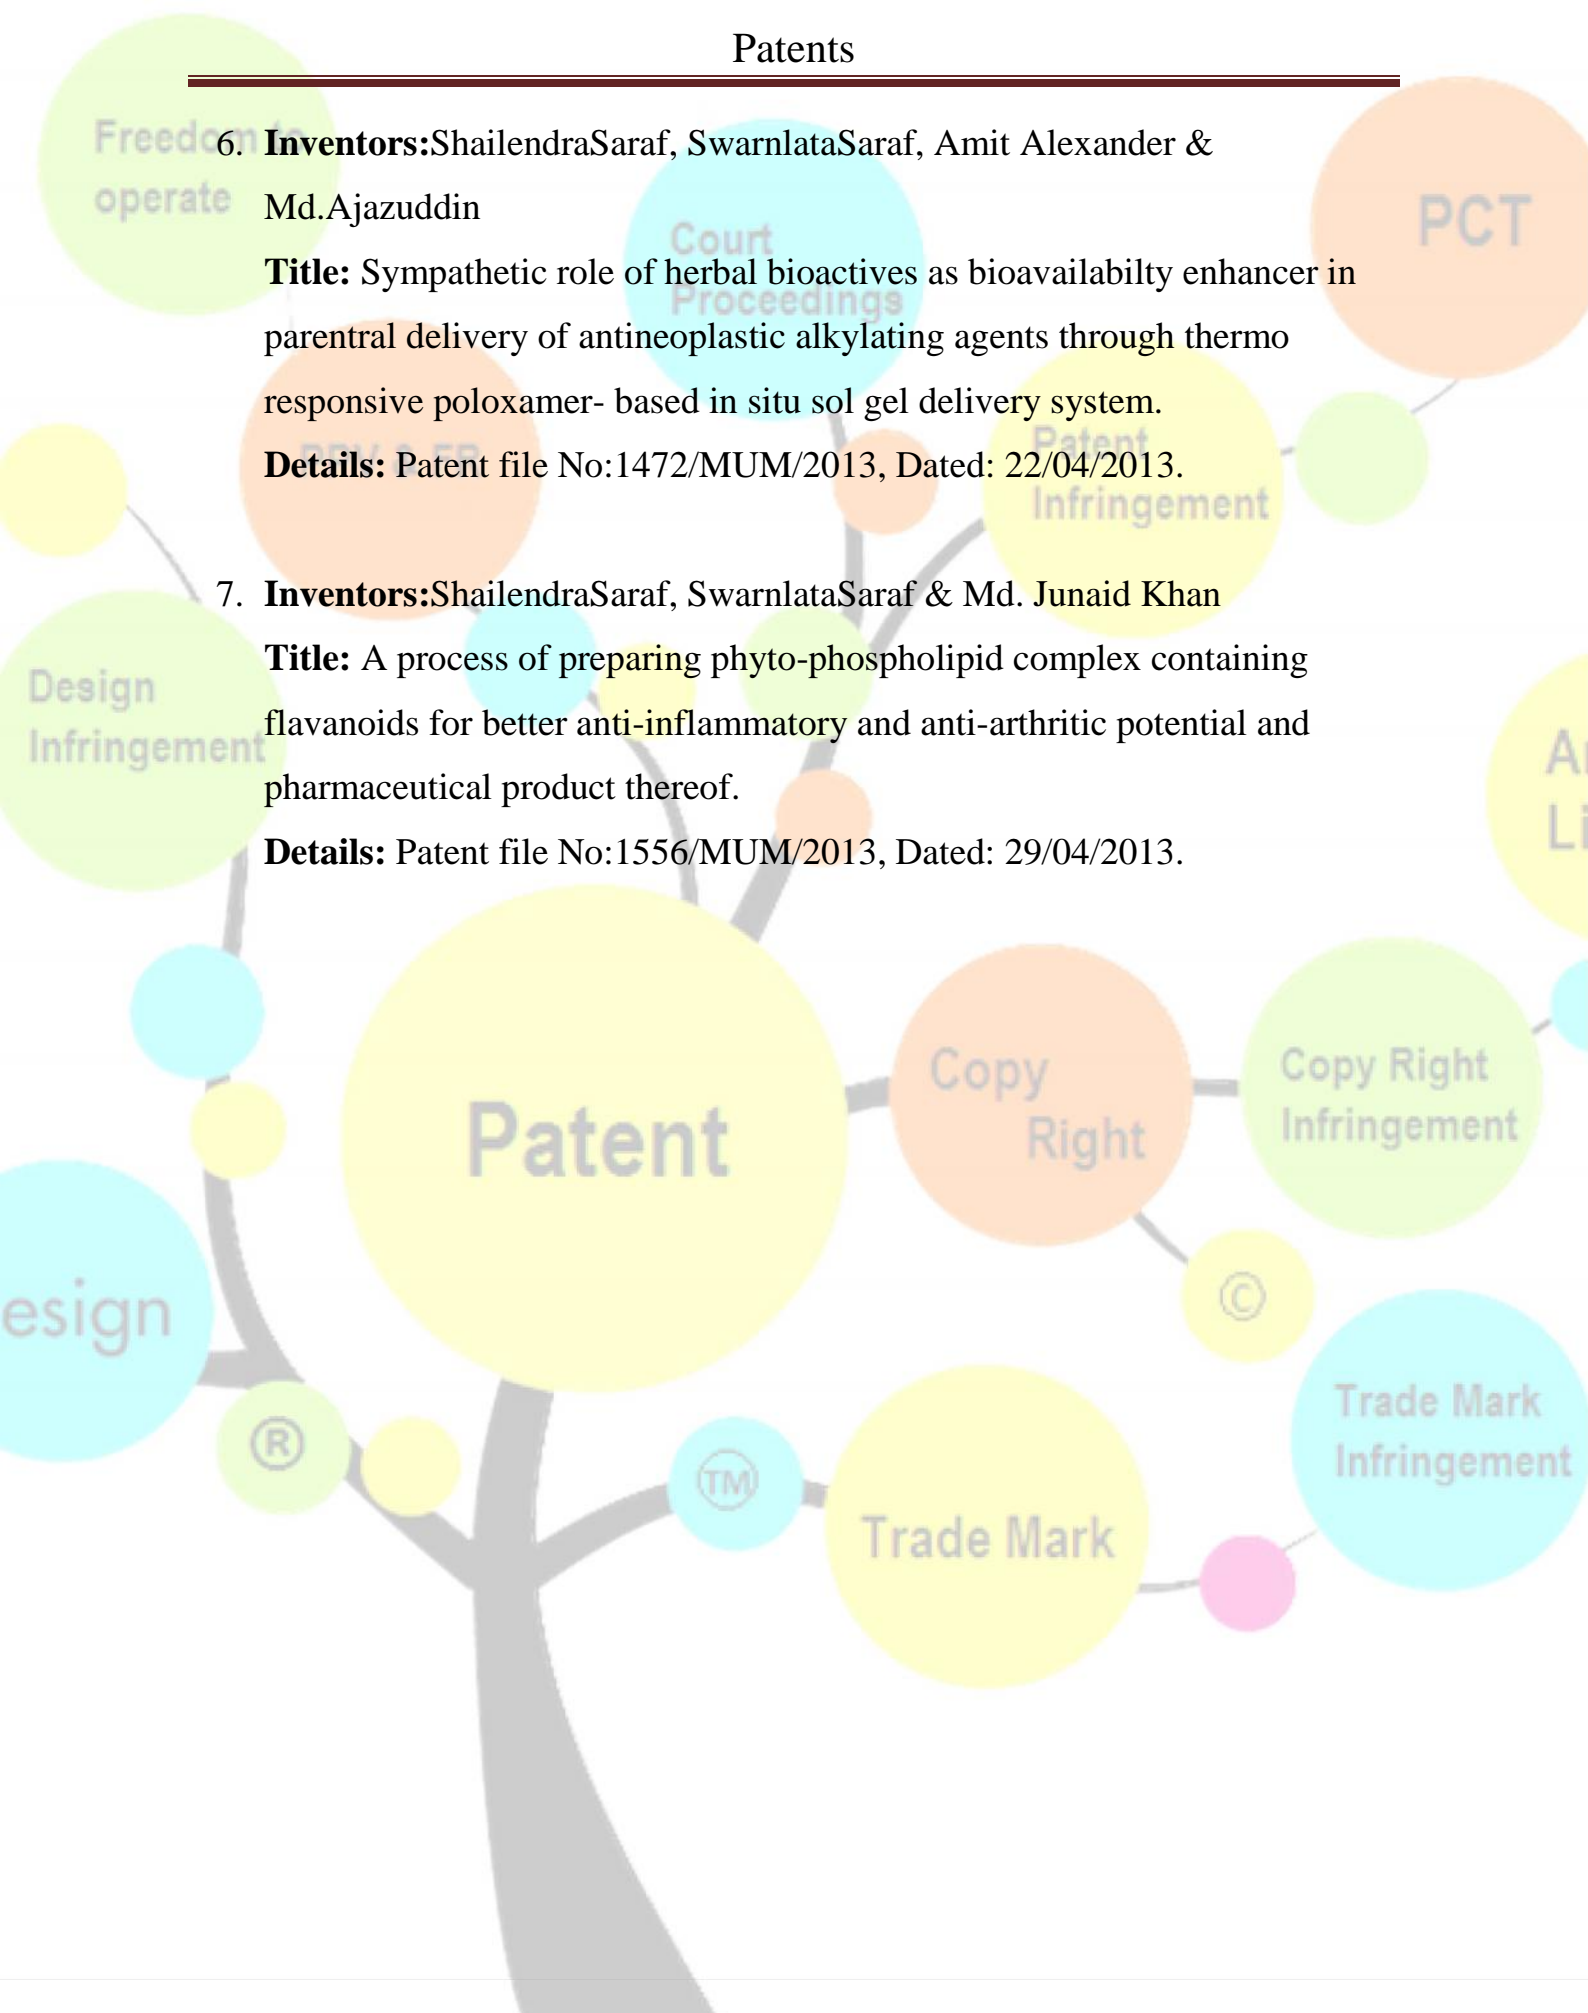 Patents
6. Inventors:ShailendraSaraf, SwarnlataSaraf, Amit Alexander &
Md.Ajazuddin
Title: Sympathetic role of herbal bioactives as bioavailabilty enhancer in
parentral delivery of antineoplastic alkylating agents through thermo
responsive poloxamer- based in situ sol gel delivery system.
Details: Patent file No:1472/MUM/2013, Dated: 22/04/2013.
7. Inventors:ShailendraSaraf, SwarnlataSaraf & Md. Junaid Khan
Title: A process of preparing phyto-phospholipid complex containing
flavanoids for better anti-inflammatory and anti-arthritic potential and
pharmaceutical product thereof.
Details: Patent file No:1556/MUM/2013, Dated: 29/04/2013.
Freedom to
operate
Court
Proceedings
PCT
Patent
Infringement
Design
Infringement
Patent
Copy
Right
Copy Right
Infringement
©
esign
®
TM
Trade Mark
Trade Mark
Infringement